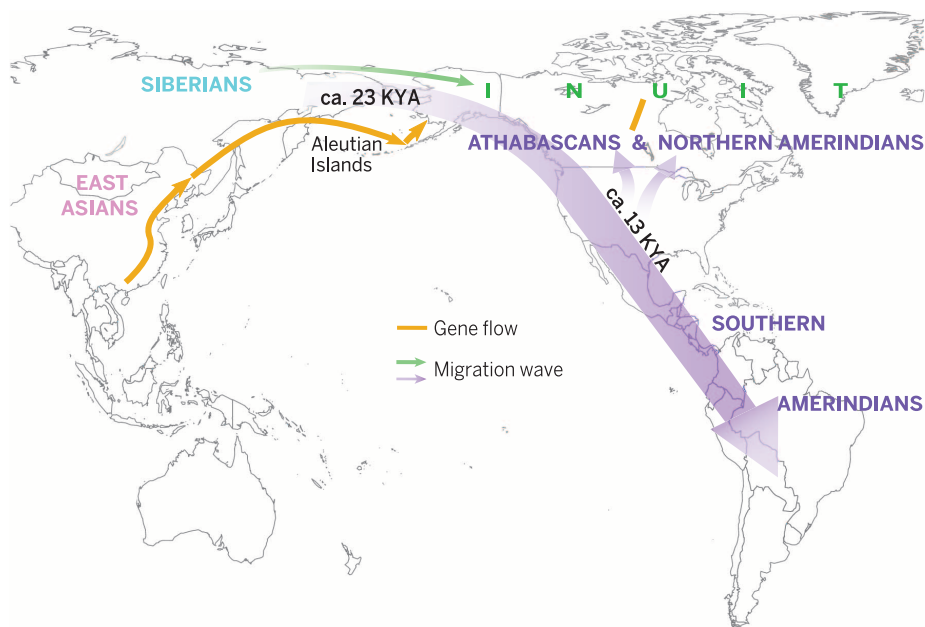 I N U I T
SIBERIANS
ca. 23 KYA
ATHABASCANS & NORTHERN AMERINDIANS
Aleutian
Islands
EAST
ASIANS
ca. 13 KYA
SOUTHERN
Gene flow
Migration wave
AMERINDIANS